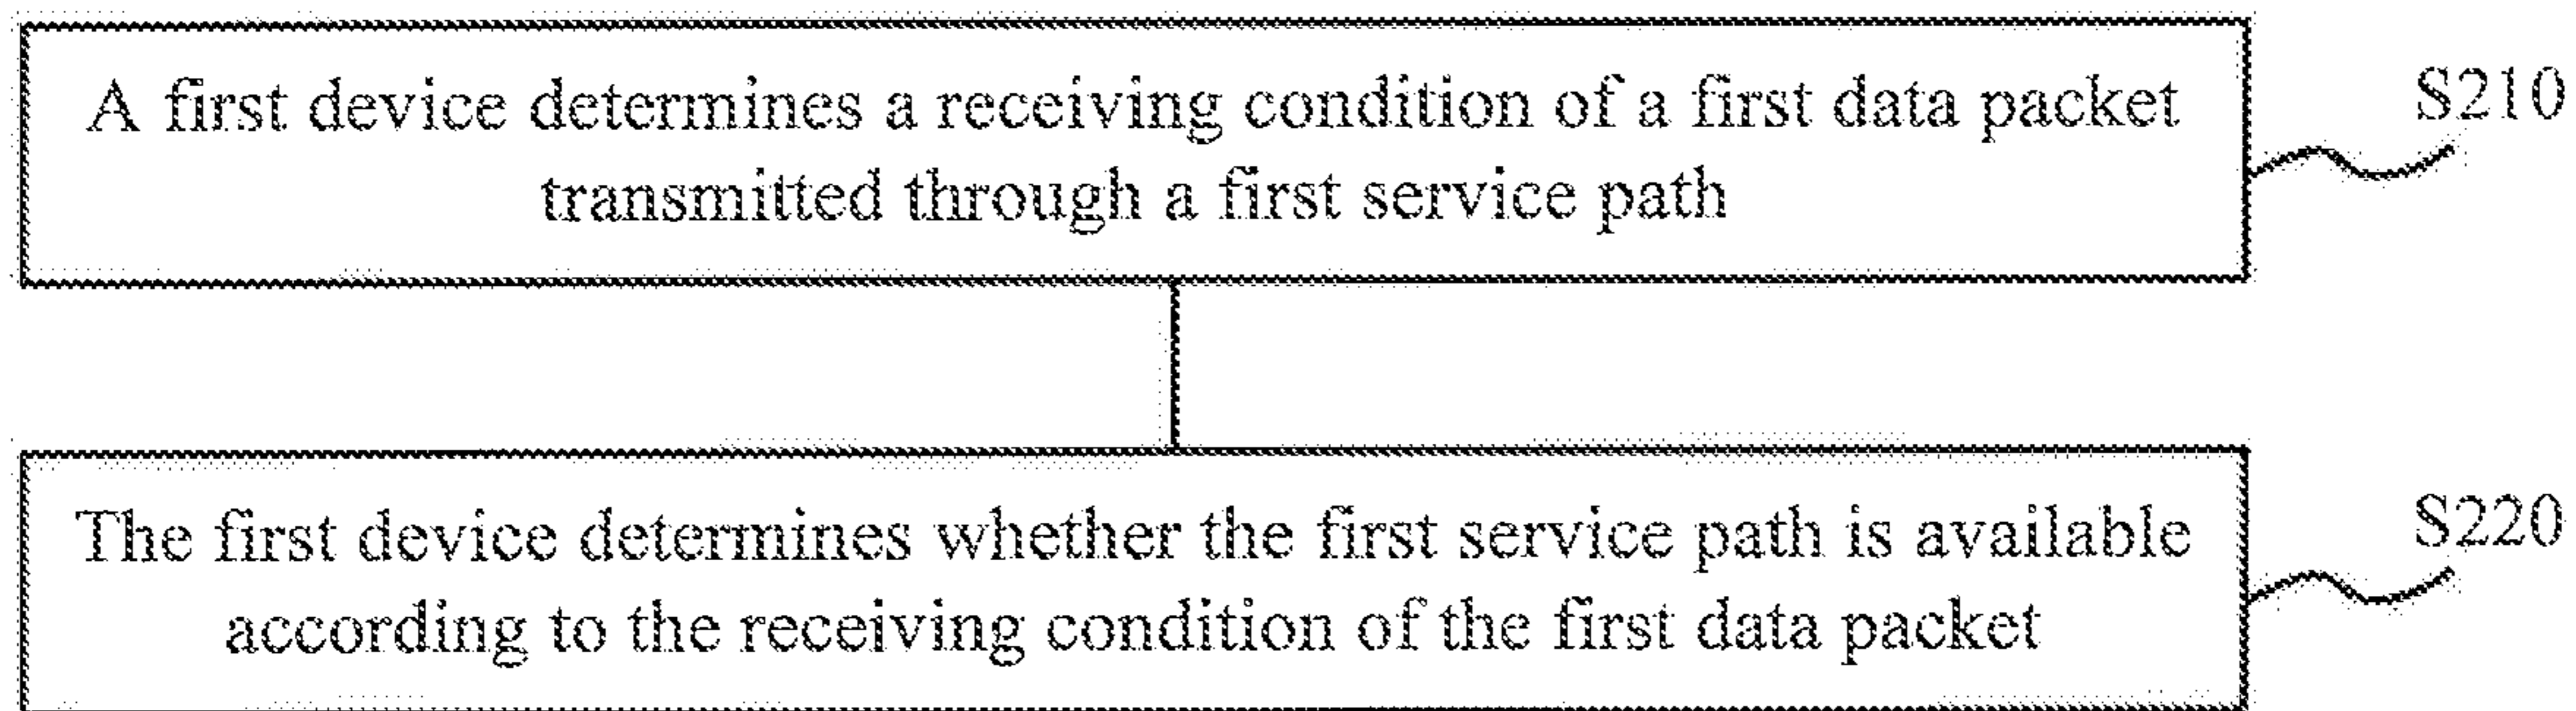 A first device determines a receiving condition of a first data packet
transmitted through a first service path
S210
The first device determines whether the first service path is available
according to the receiving condition of the first data packet
S220